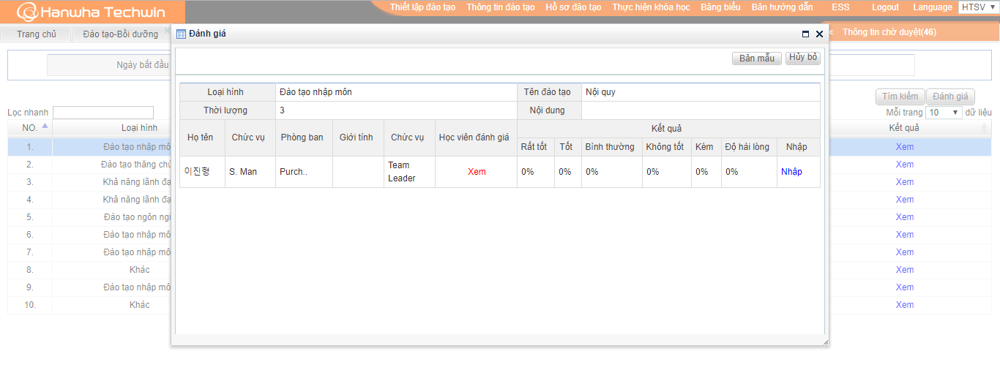 Hanwha Techwin
Thiết lập đào tạo Thông tin đào tạo Hồ sơ đào tạo Thực hiện khóa học Bảng biểu Bản hướng dẫn ESS Logout Language HTSV
Trang chủ Đào tạo-Bồi dưỡng
Đánh giá
< Thông tin chờ duyệt(46)
Ngày bắt đầu
Bản mẫu Hủy bỏ
Tìm kiếm Đánh giá
Lọc nhanh
Mỗi trang 10 dữ liệu
NO. Loại hình
Kết quả
Loại hình Đào tạo nhập môn Tên đào tạo Nội quy
Thời lượng 3 Nội dung
Họ tên Chức vụ Phòng ban Giới tính Chức vụ Học viên đánh giá Kết quả
Rất tốt Tốt Bình thường Không tốt Kém Độ hài lòng Nhập
이진형 S. Man Purch.. Team Leader Xem 0% 0% 0% 0% 0% 0% Nhập
1. Đào tạo nhập mô Xem
2. Đào tạo thăng Xem
3. Khả năng lãnh đạ Xem
4. Khả năng lãnh đạ Xem
5. Đào tạo ngôn ngữ Xem
6. Đào tạo nhập mô Xem
7. Đào tạo nhập mô Xem
8. Khác Xem
9. Đào tạo nhập mô Xem
10. Khác Xem